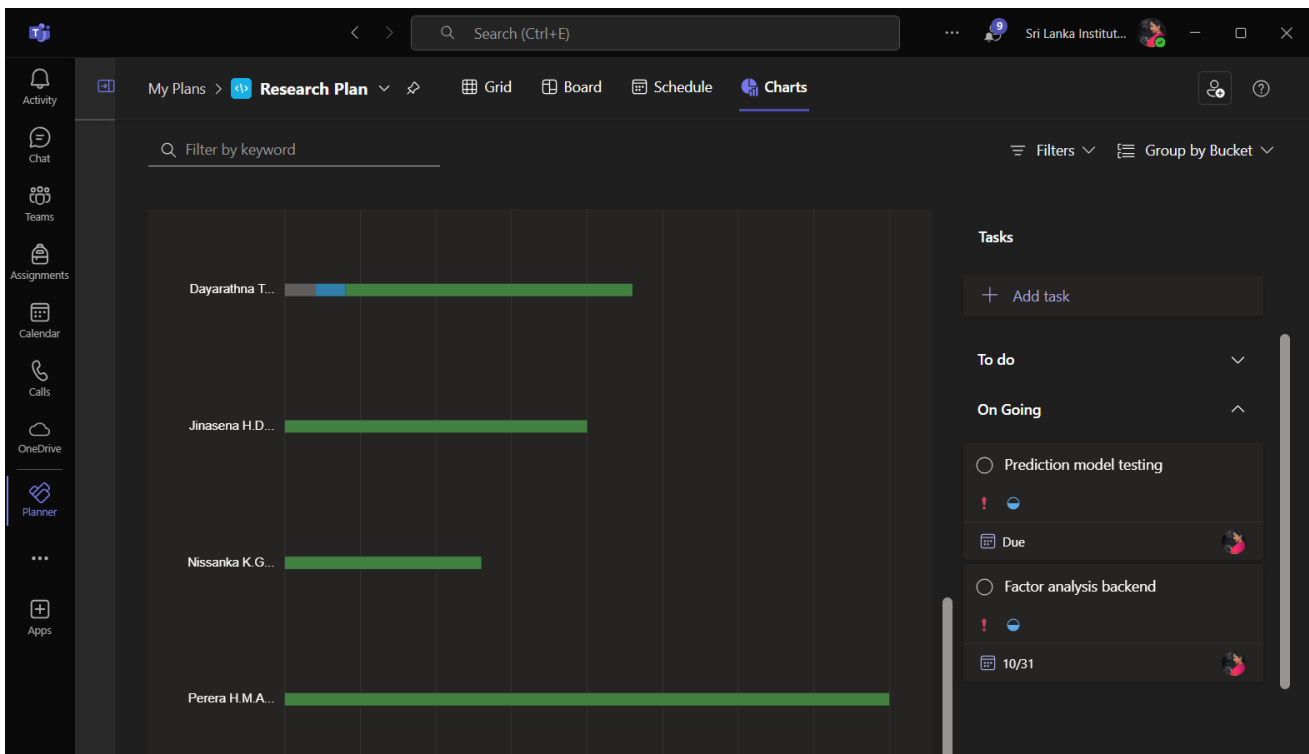 Search (Ctrl+E)
9
Sri Lanka Institut...
Activity
Chat
Teams
Assignments
Calendar
Calls
OneDrive
Planner
Apps
My Plans > Research Plan
Grid
Board
Schedule
Charts
Filter by keyword
Filters
Group by Bucket
Dayarathna T...
Jinasena H.D...
Nissanka K.G...
Perera H.M.A...
Tasks
+ Add task
To do
On Going
Prediction model testing
Due
Factor analysis backend
10/31